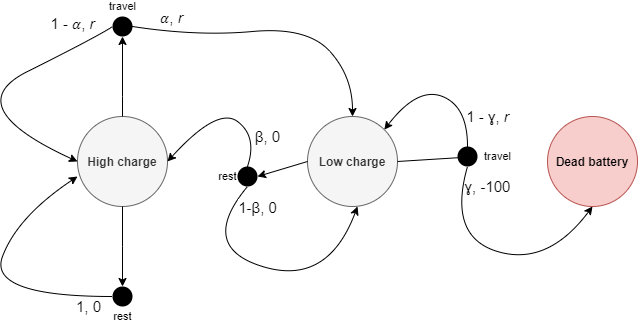 travel
1 - α, r
α, r
High charge
β, 0
rest
1-β, 0
Low charge
1 - ɣ, r
travel
ɣ, -100
Dead battery
1, 0
rest